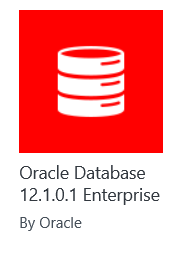 Oracle Database
12.1.0.1 Enterprise
By Oracle